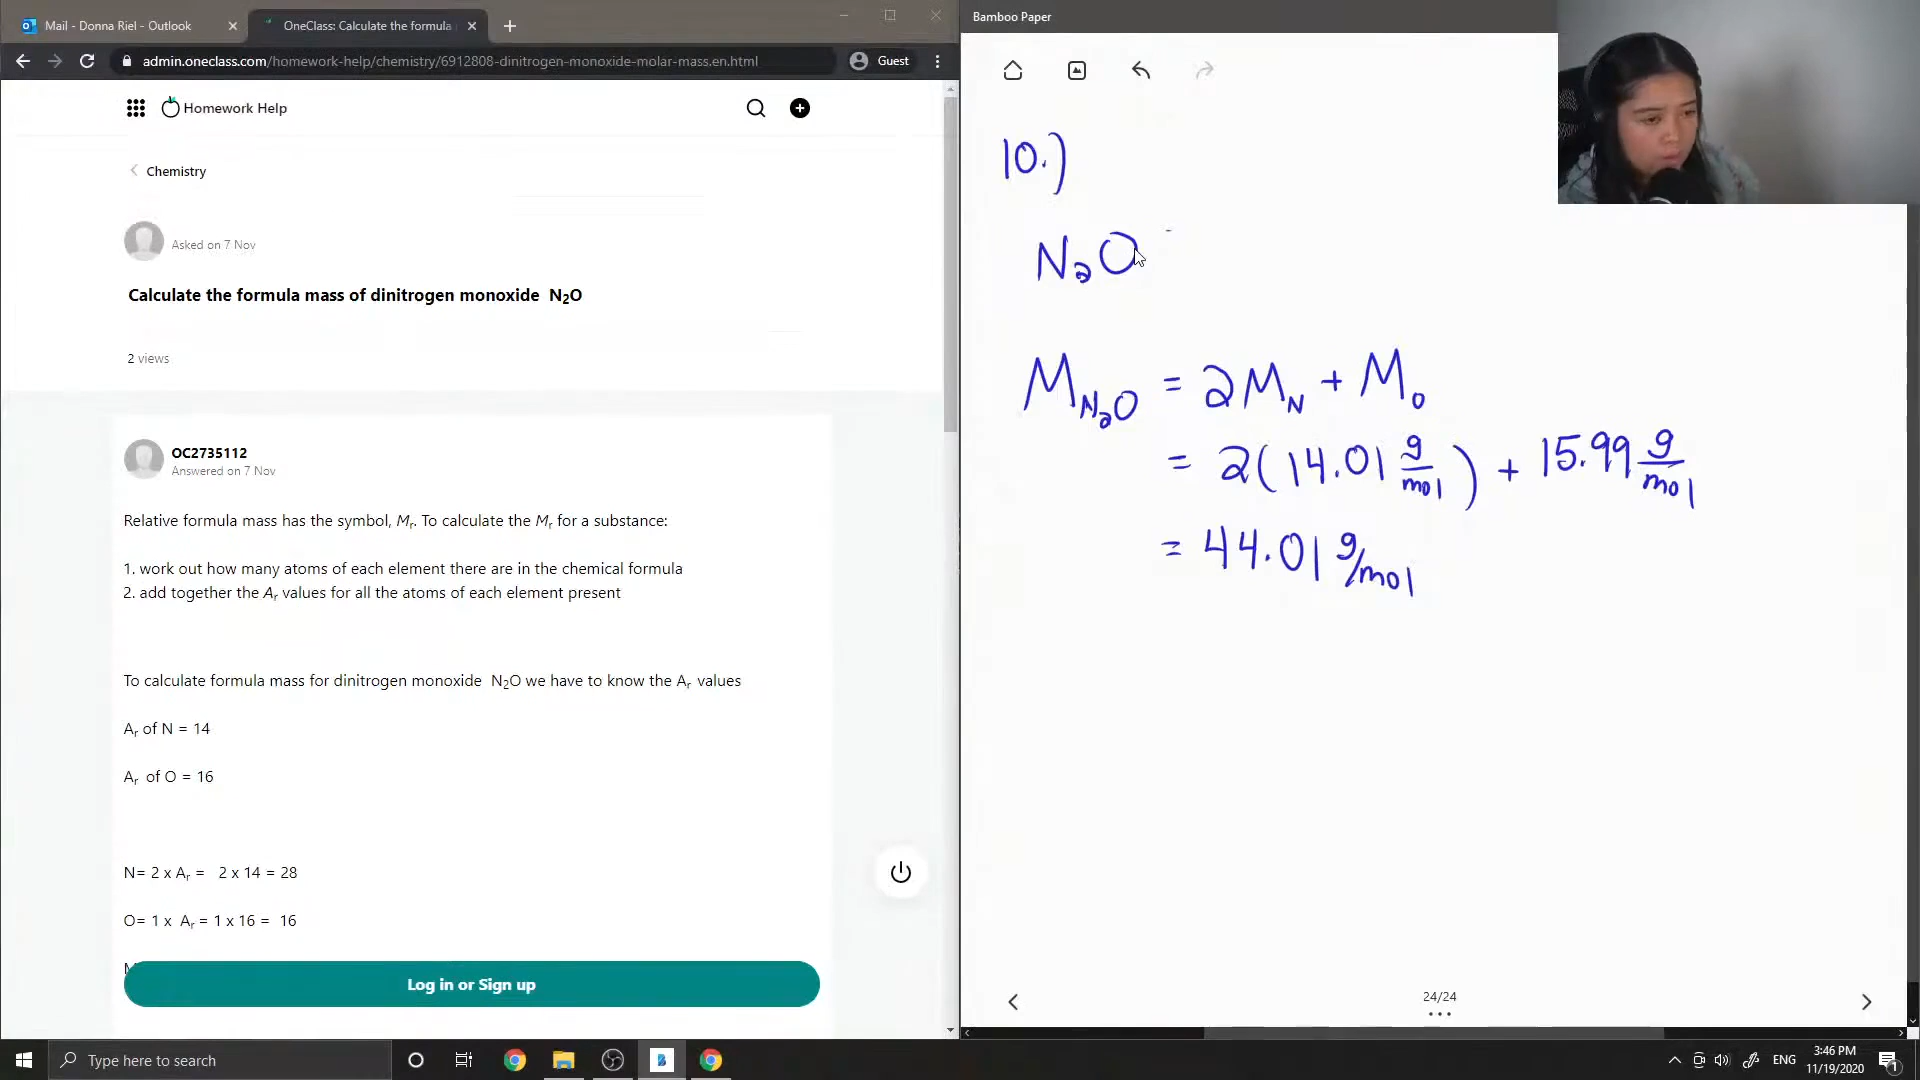 Mail - Donna Riel - Outlook
OneClass: Calculate the formula
admin.oneclass.com/homework-help/chemistry/6912808-dinitrogen-monoxide-molar-mass.en.html
Guest
Homework Help
Chemistry
Asked on 7 Nov
Calculate the formula mass of dinitrogen monoxide N₂O
2 views
OC2735112
Answered on 7 Nov
Relative formula mass has the symbol, Mᵣ. To calculate the Mᵣ for a substance:
1. work out how many atoms of each element there are in the chemical formula
2. add together the Aᵣ values for all the atoms of each element present
To calculate formula mass for dinitrogen monoxide N₂O we have to know the Aᵣ values
Aᵣ of N = 14
Aᵣ of O = 16
N= 2 x Aᵣ = 2 x 14 = 28
O= 1 x Aᵣ = 1 x 16 = 16
Log in or Sign up
Bamboo Paper
10.)
N₂O
M_N₂O = 2M_N + M_O
= 2(14.01 g/mol) + 15.99 g/mol
= 44.01 g/mol
24/24
Type here to search
ENG
3:46 PM
11/19/2020
1